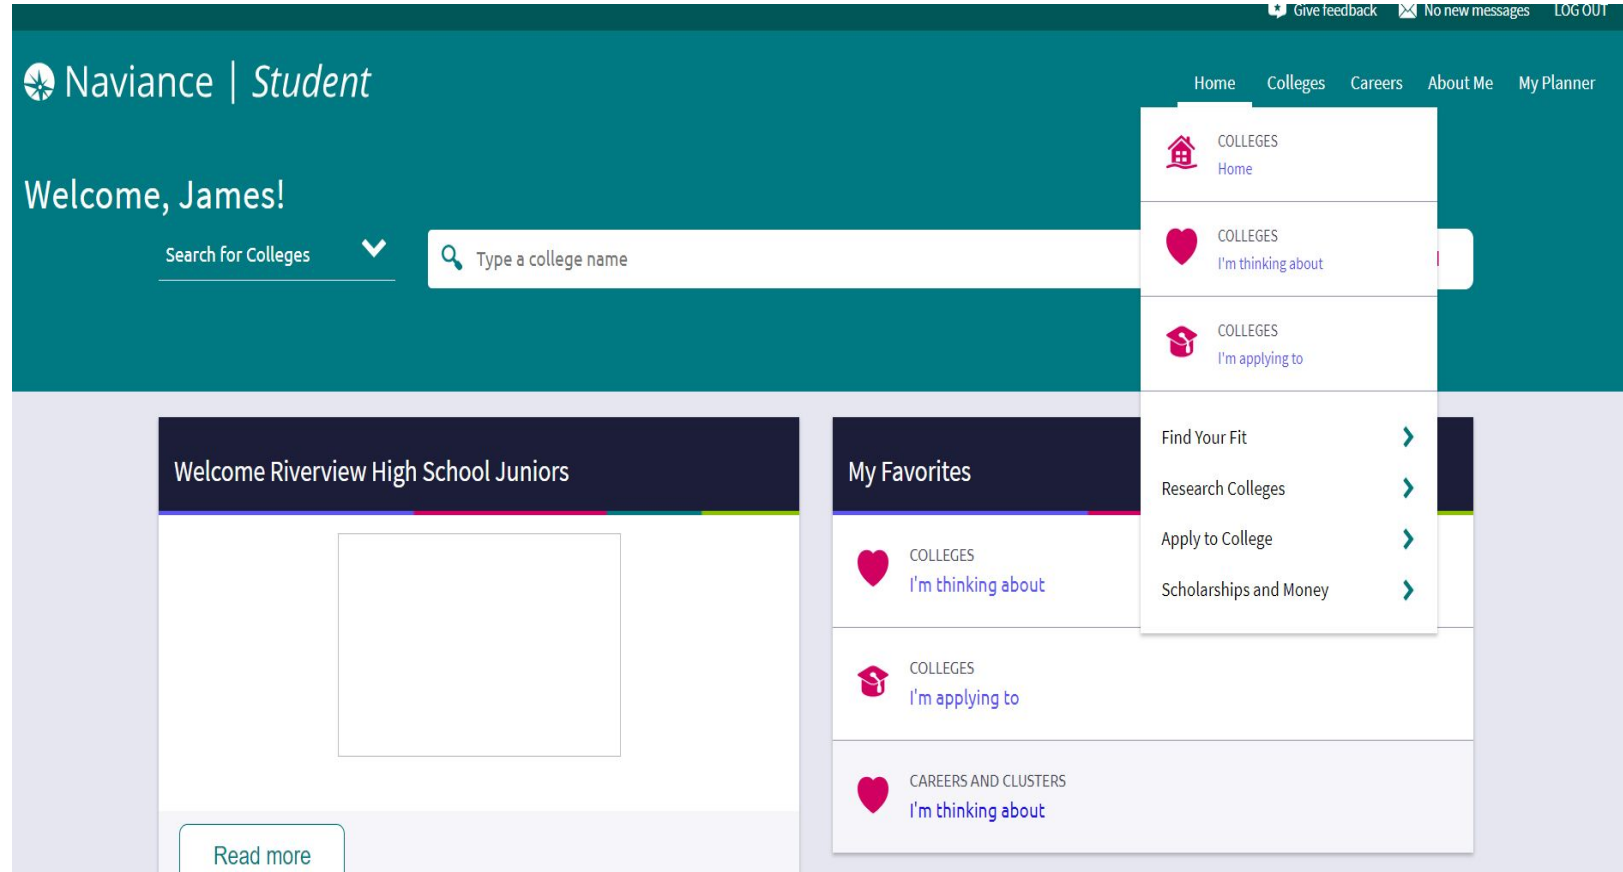 Give feedback No new messages LOG OUT
Naviance | Student
Home Colleges Careers About Me My Planner
COLLEGES
Home
COLLEGES
I'm thinking about
COLLEGES
I'm applying to
Find Your Fit
Research Colleges
Apply to College
Scholarships and Money
Welcome, James!
Search for Colleges
Type a college name
Welcome Riverview High School Juniors
Read more
My Favorites
COLLEGES
I'm thinking about
COLLEGES
I'm applying to
CAREERS AND CLUSTERS
I'm thinking about